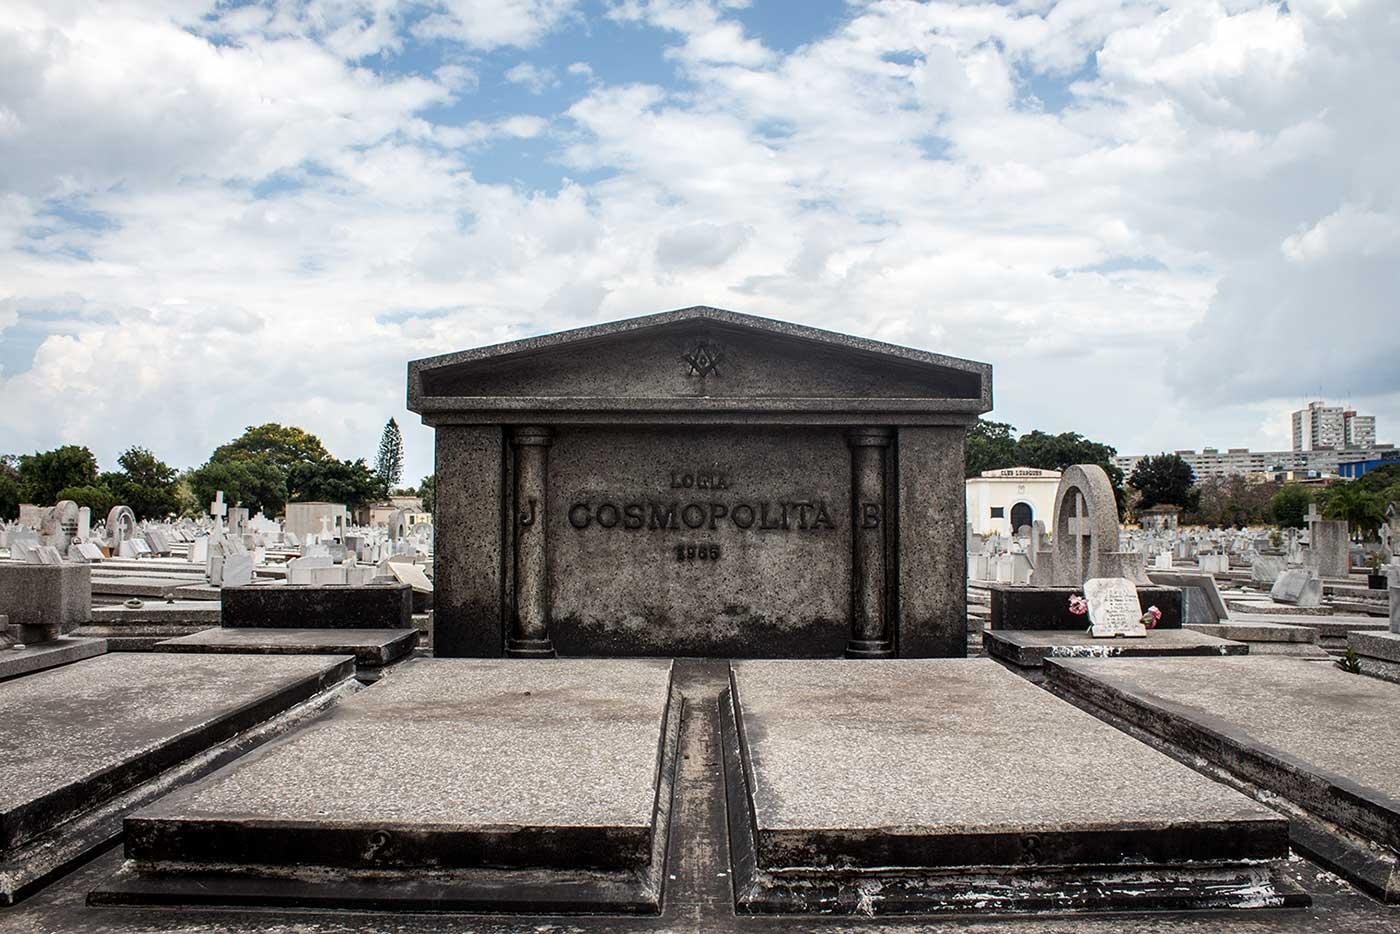 LOGIA
J COSMOPOLITA B
1965
CLUB LUARQUES
2
3